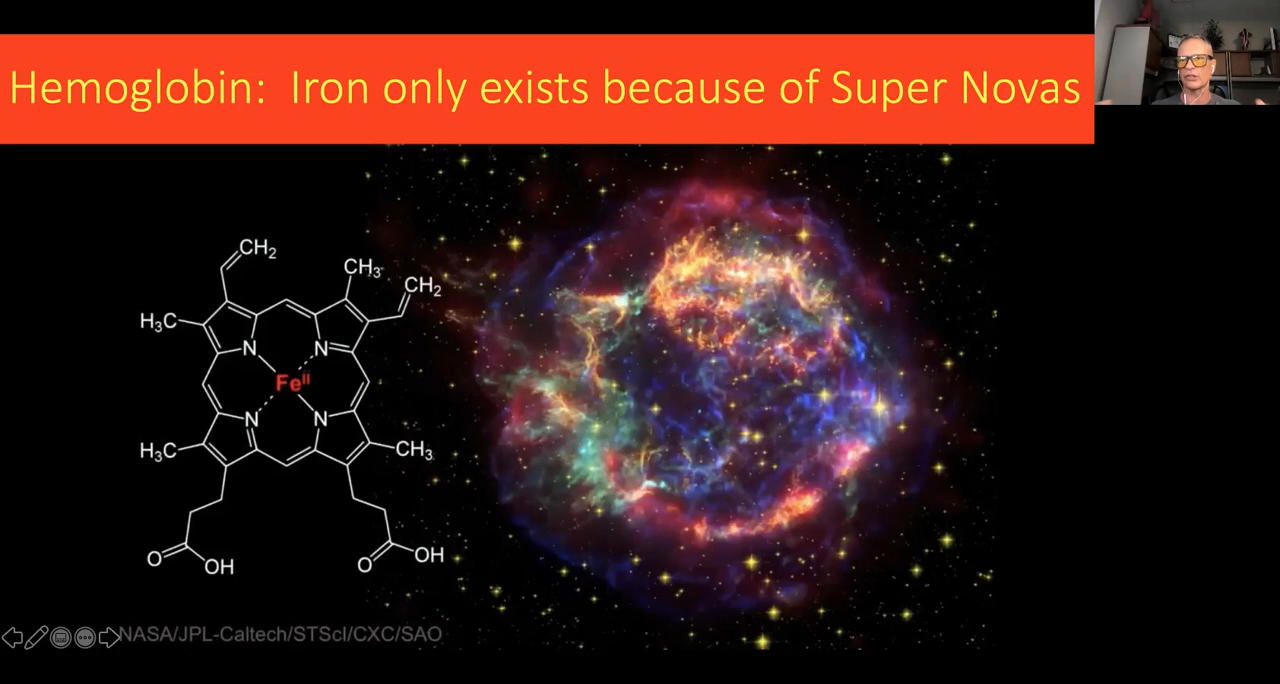 Hemoglobin:  Iron only exists because of Super Novas
CH2
CH3
CH2
H3C
N
N
FeII
N
N
H3C
CH3
O
OH
O
OH
NASA/JPL-Caltech/STScI/CXC/SAO